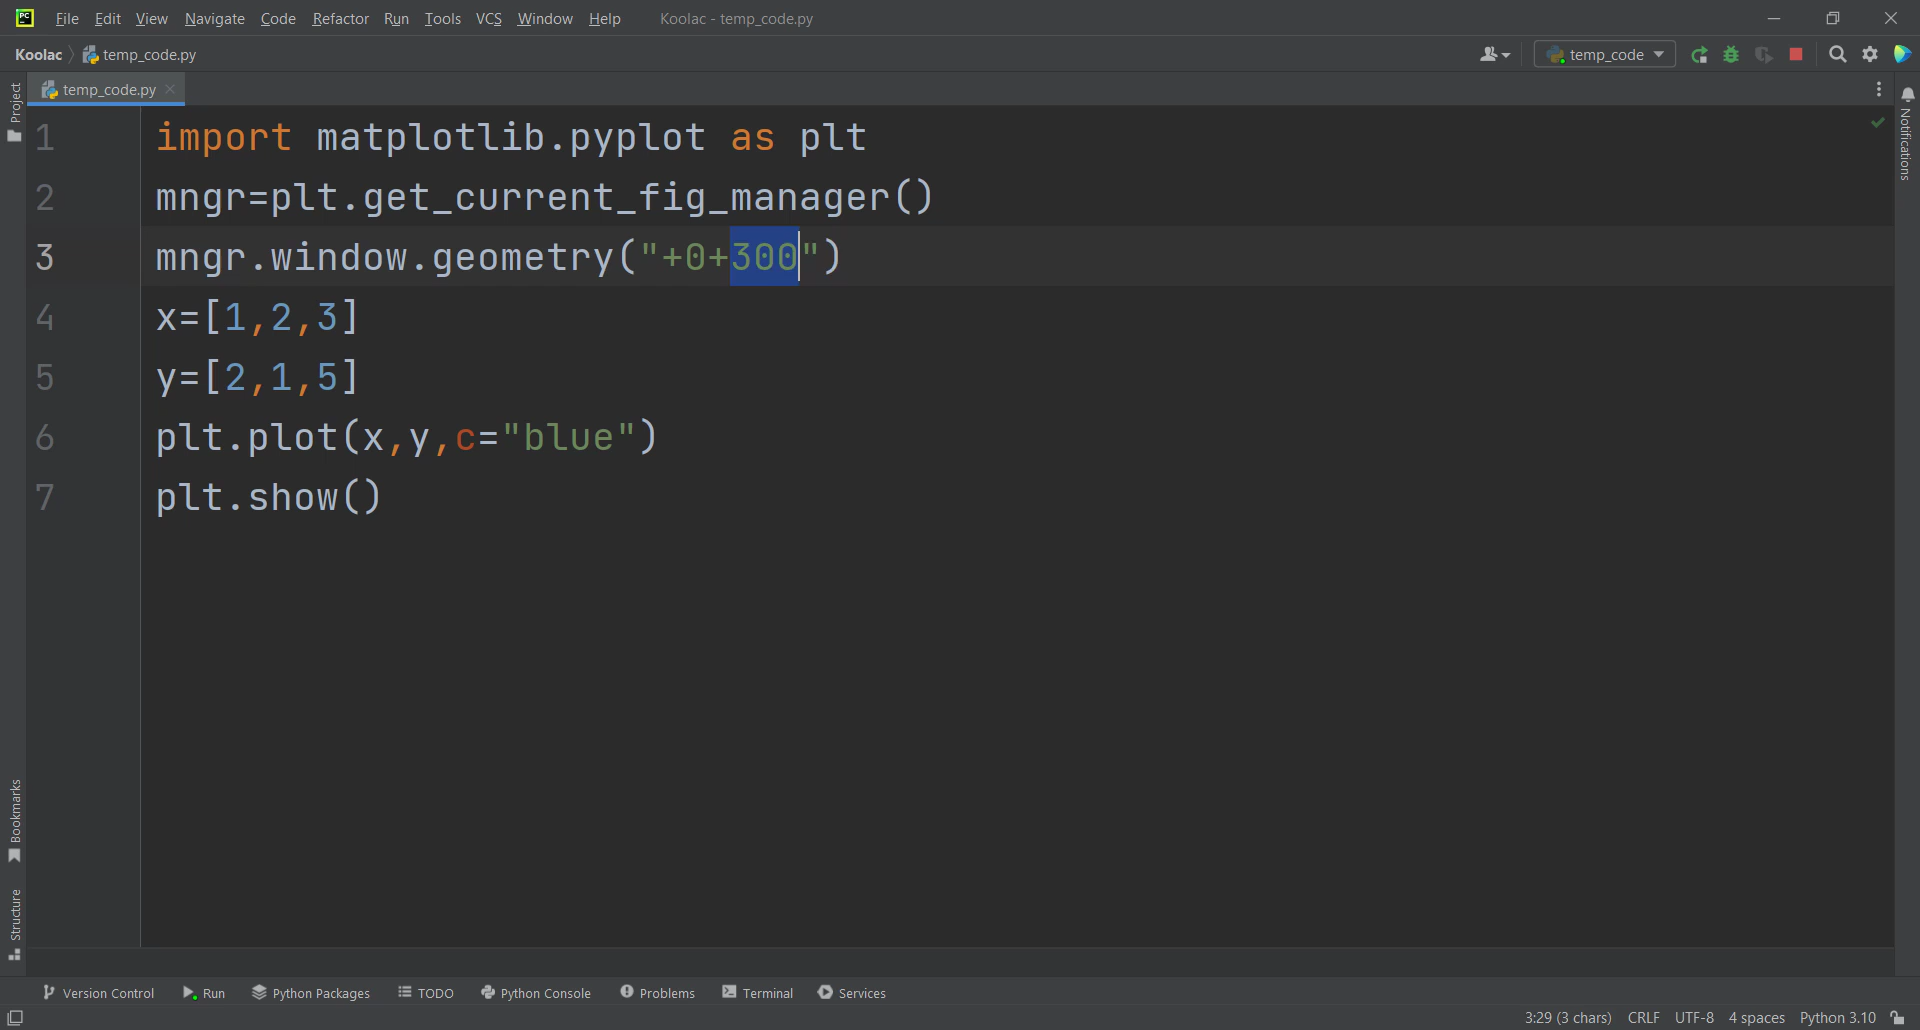 File Edit View Navigate Code Refactor Run Tools VCS Window Help Koolac - temp_code.py
Koolac temp_code.py temp_code
Project
temp_code.py
Notifications
1 import matplotlib.pyplot as plt
2 mngr=plt.get_current_fig_manager()
3 mngr.window.geometry("+0+300")
4 x=[1,2,3]
5 y=[2,1,5]
6 plt.plot(x,y,c="blue")
7 plt.show()
Bookmarks
Structure
Version Control Run Python Packages TODO Python Console Problems Terminal Services
3:29 (3 chars) CRLF UTF-8 4 spaces Python 3.10